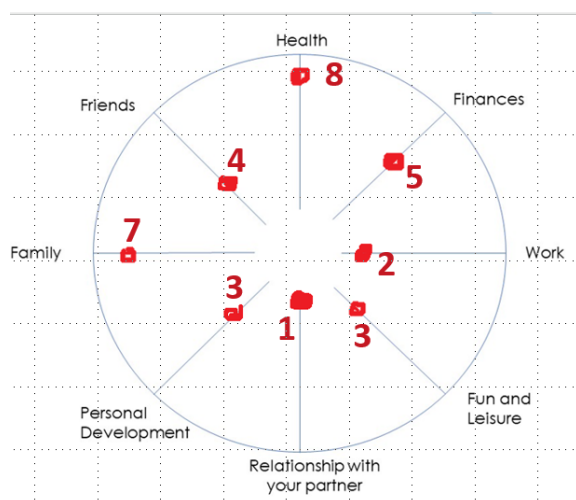 Health
8
Finances
Friends
4
5
7
Family
Work
2
3
1
3
Personal
Development
Fun and
Leisure
Relationship with
your partner